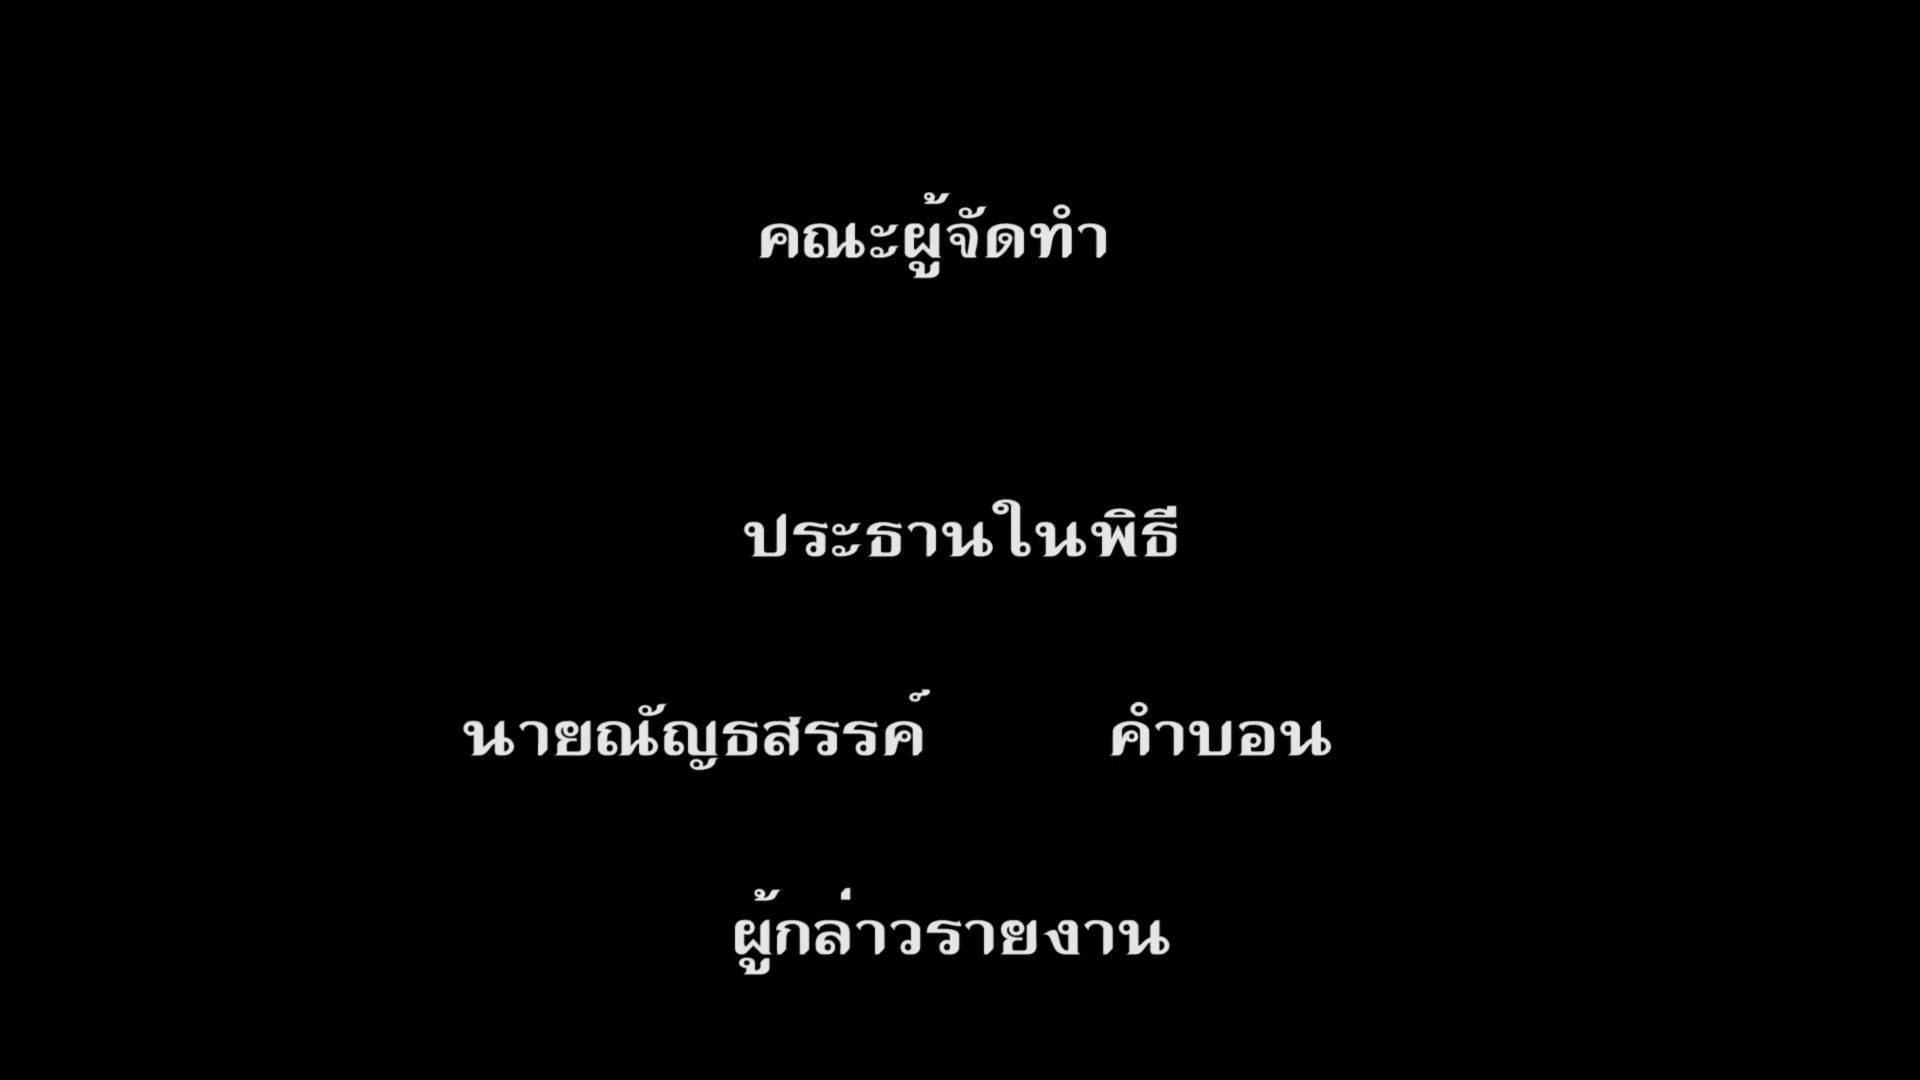 คณะผู้จัดทำ
ประธานในพิธี
นายณัญธสรรค์ คำบอน
ผู้กล่าวรายงาน